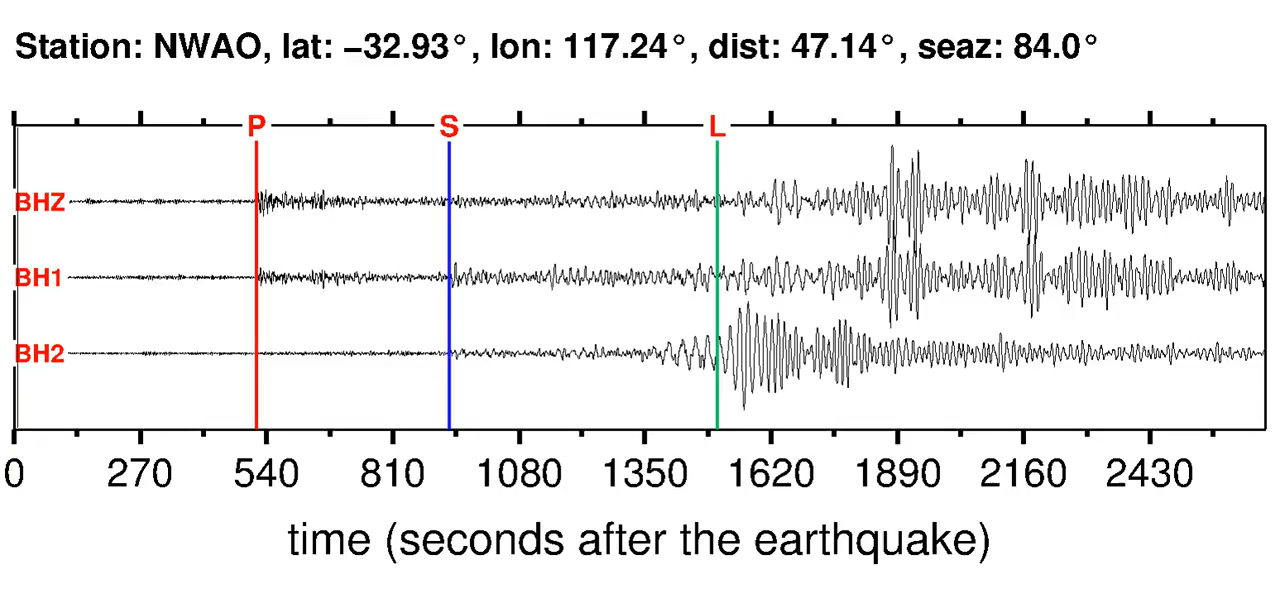 Station: NWAO, lat: −32.93°, lon: 117.24°, dist: 47.14°, seaz: 84.0°
P S L
BHZ
BH1
BH2
0 270 540 810 1080 1350 1620 1890 2160 2430
time (seconds after the earthquake)